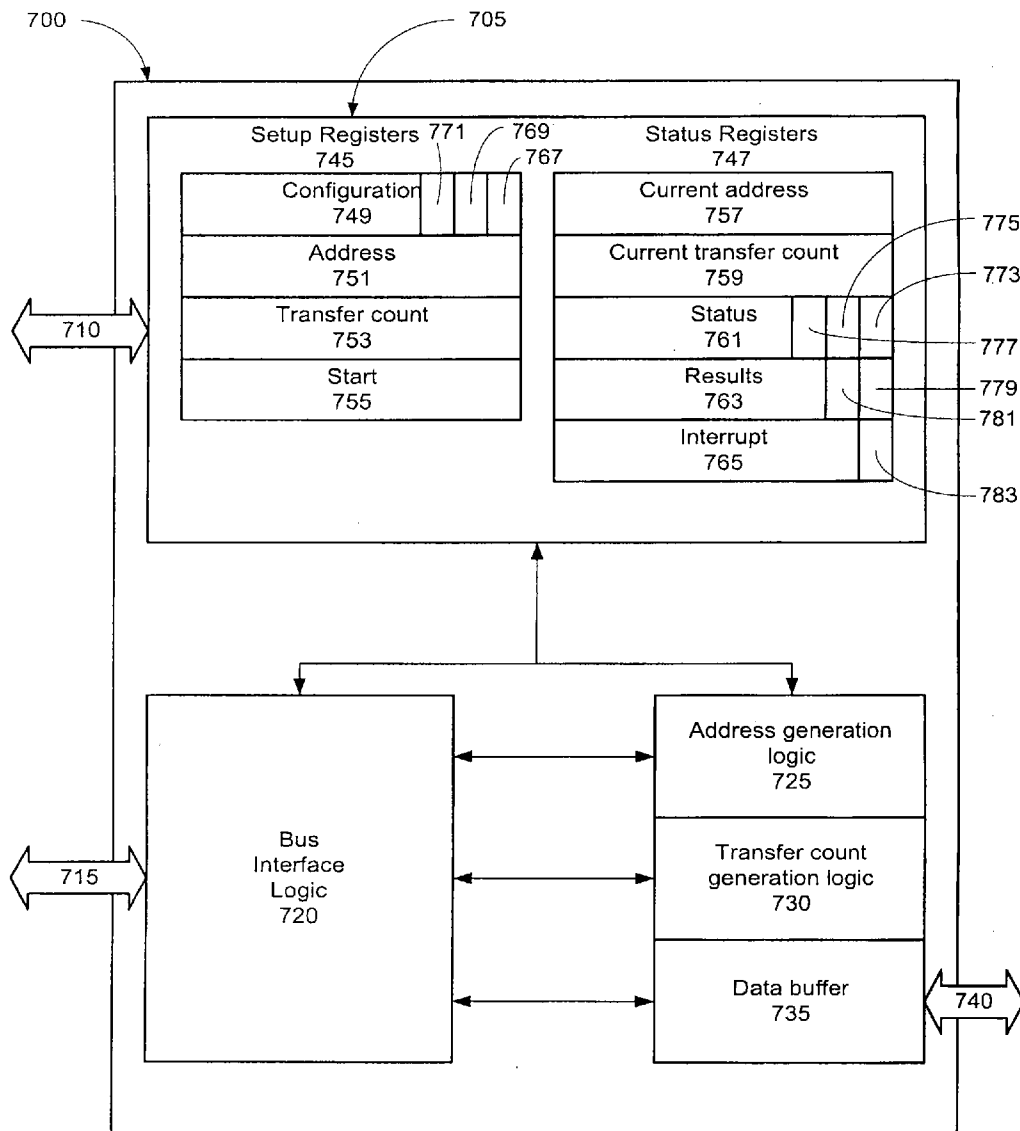 700
705
Setup Registers
745
771
769
767
Status Registers
747
Configuration
749
Address
751
Transfer count
753
Start
755
Current address
757
Current transfer count
759
Status
761
Results
763
Interrupt
765
775
773
777
779
781
783
710
Bus
Interface
Logic
720
715
Address generation
logic
725
Transfer count
generation logic
730
Data buffer
735
740